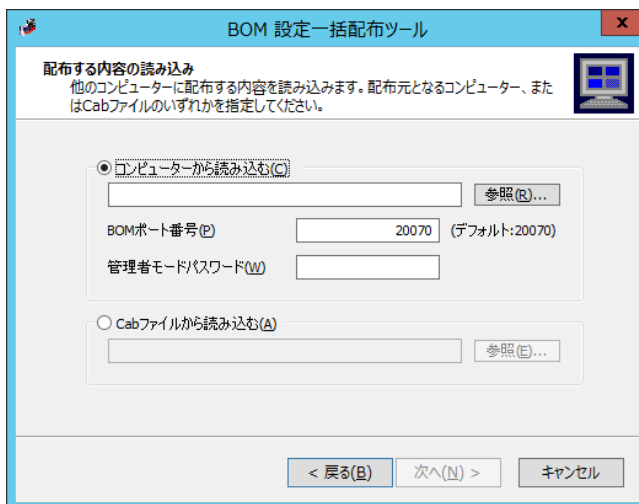 BOM 設定一括配布ツール
x
配布する内容の読み込み
他のコンピューターに配布する内容を読み込みます。配布元となるコンピューター、また
はCabファイルのいずれかを指定してください。
コンピューターから読み込む(C)
参照(R)...
BOMポート番号(P) 20070 (デフォルト:20070)
管理者モードパスワード(W)
Cabファイルから読み込む(A)
参照(E)...
< 戻る(B) 次へ(N) > キャンセル